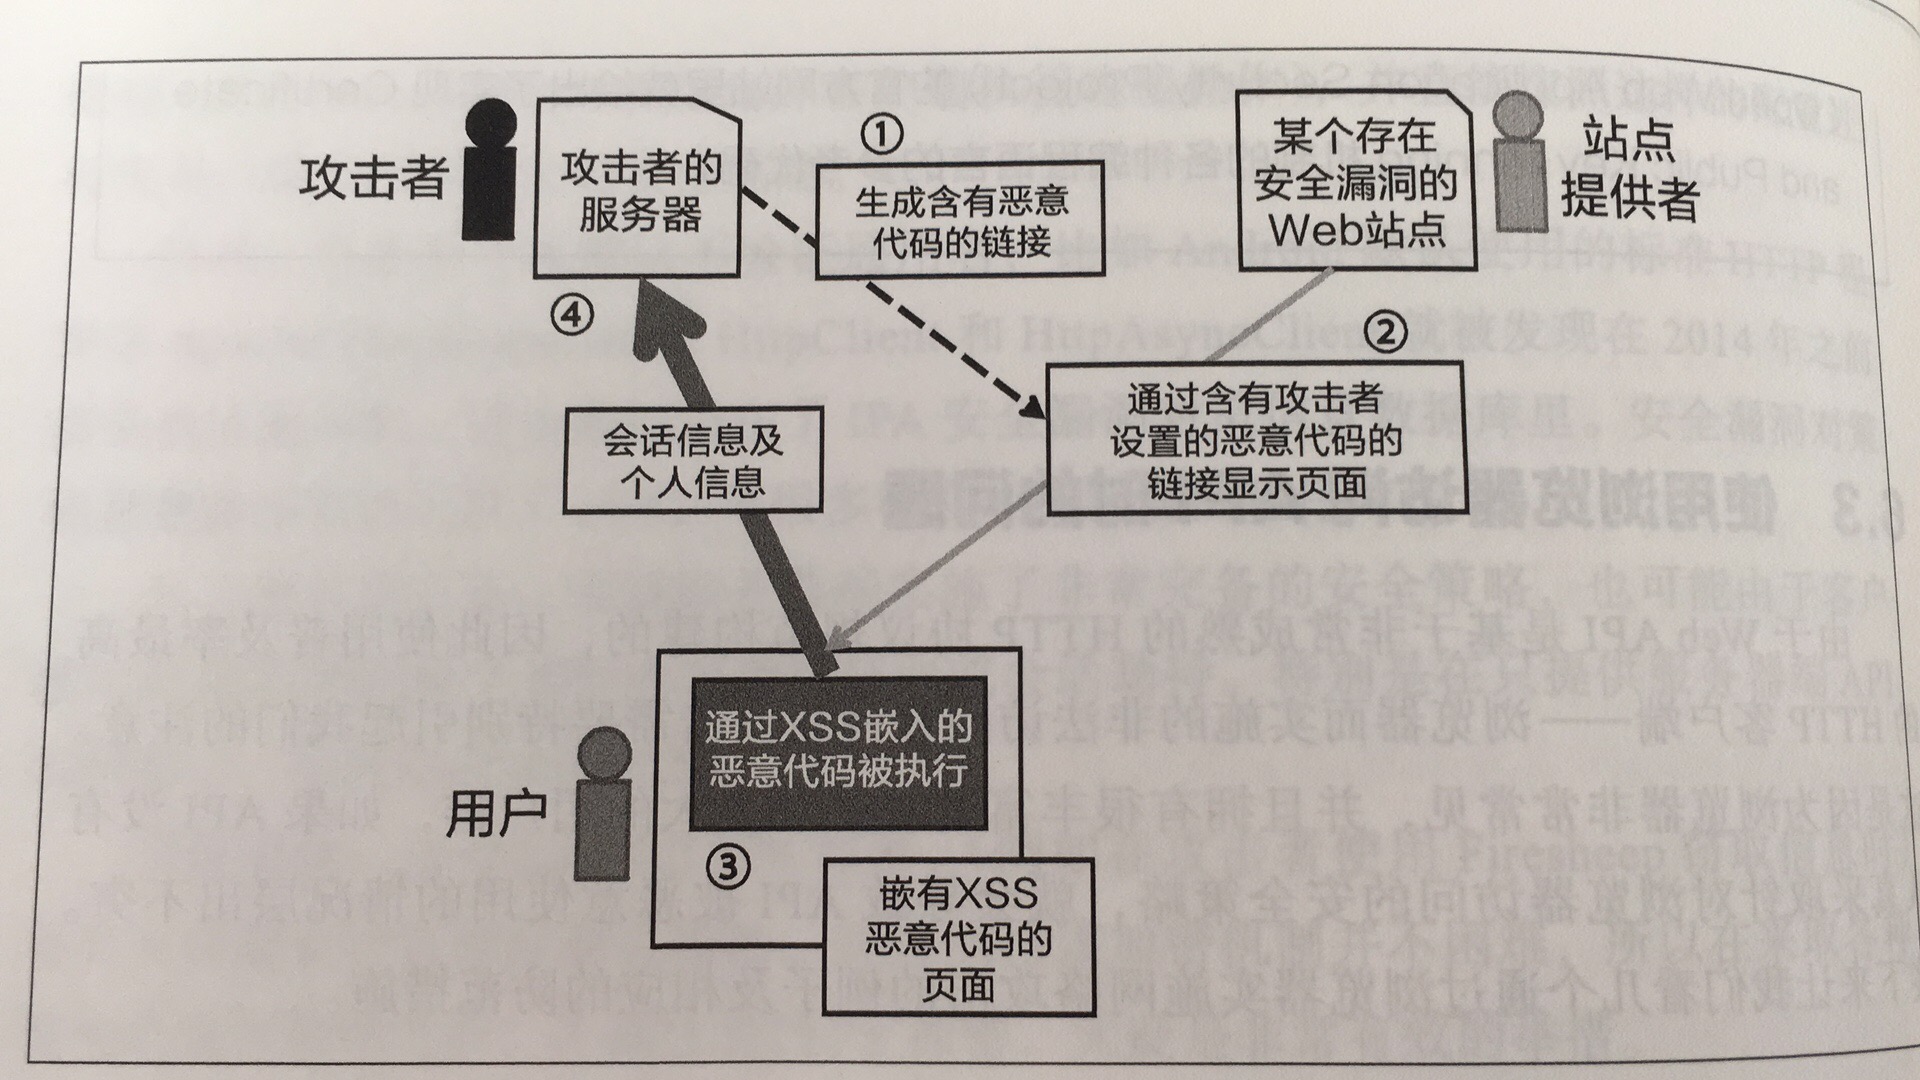 攻击者
攻击者的
服务器
①
生成含有恶意
代码的链接
某个存在
安全漏洞的
Web站点
站点
提供者
②
通过含有攻击者
设置的恶意代码的
链接显示页面
④
会话信息及
个人信息
用户
通过XSS嵌入的
恶意代码被执行
③
嵌有XSS
恶意代码的
页面